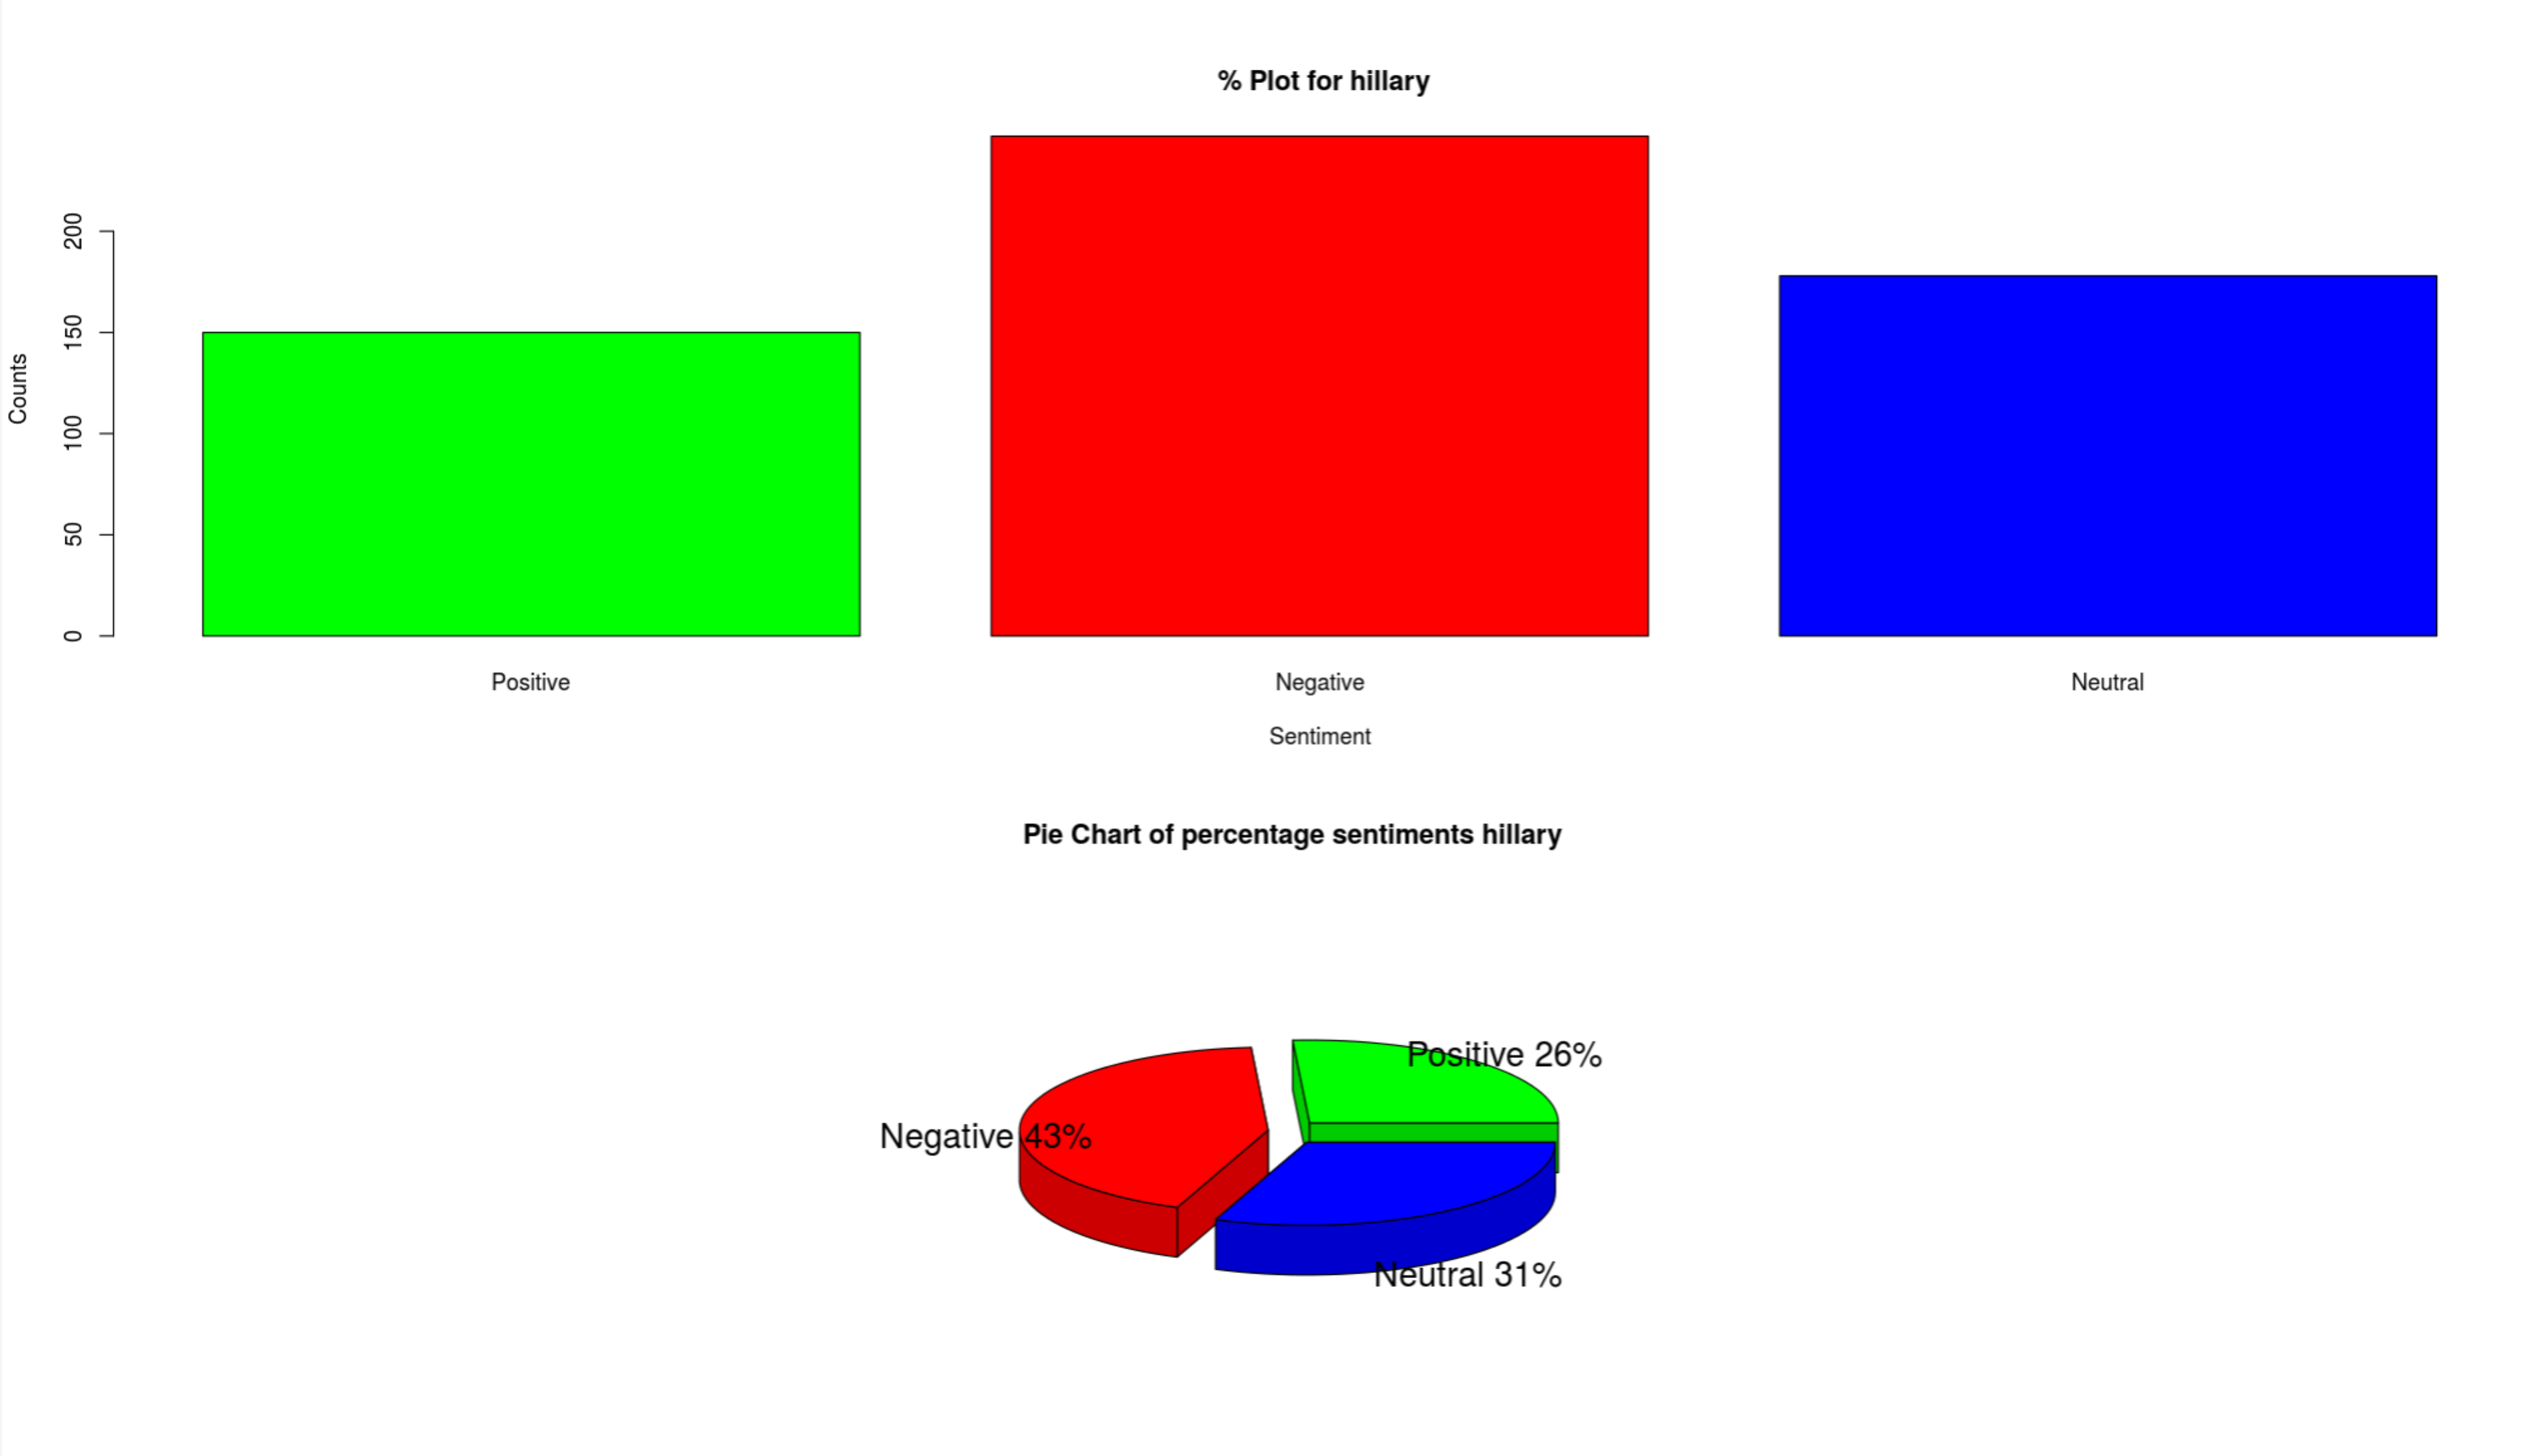 % Plot for hillary
Counts
200
150
100
50
0
Positive
Negative
Neutral
Sentiment
Pie Chart of percentage sentiments hillary
Positive 26%
Negative 43%
Neutral 31%